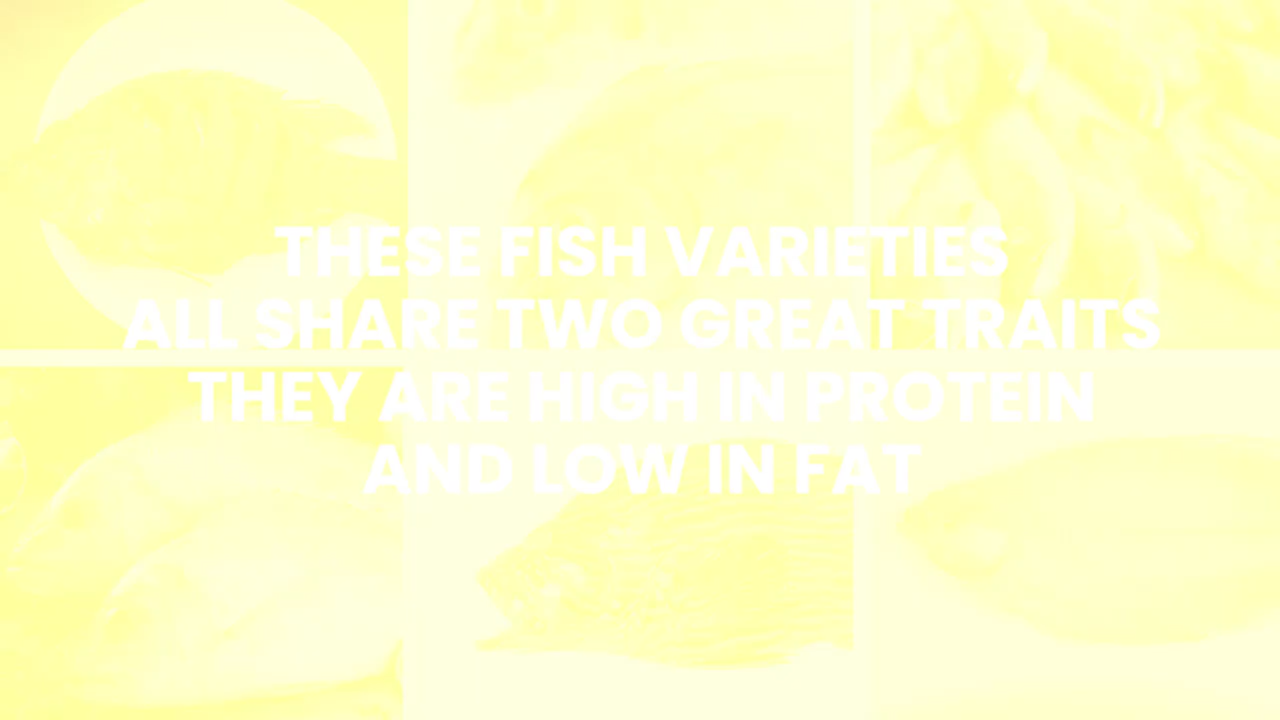 THESE FISH VARIETIES
ALL SHARE TWO GREAT TRAITS
THEY ARE HIGH IN PROTEIN
AND LOW IN FAT